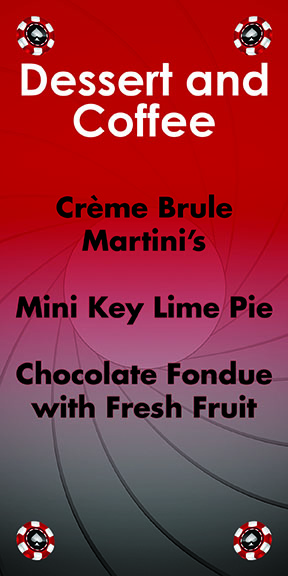 Dessert and
Coffee
Crème Brule
Martini's
Mini Key Lime Pie
Chocolate Fondue
with Fresh Fruit